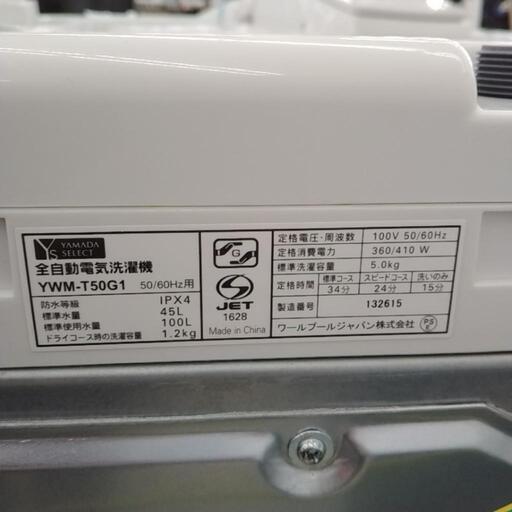 YS YAMADA SELECT
全自動電気洗濯機
YWM-T50G1 50/60Hz用
防水等級 IPX4
標準水量 45L
標準使用水量 100L
ドライコース時の洗濯容量 1.2kg
G
S
JET
1628
Made in China
定格電圧・周波数 100V 50/60Hz
定格消費電力 360/410 W
標準洗濯容量 5.0kg
定格時間 標準コース スピードコース 洗いのみ
34分 24分 15分
製造番号 132615
ワールプールジャパン株式会社 PSE